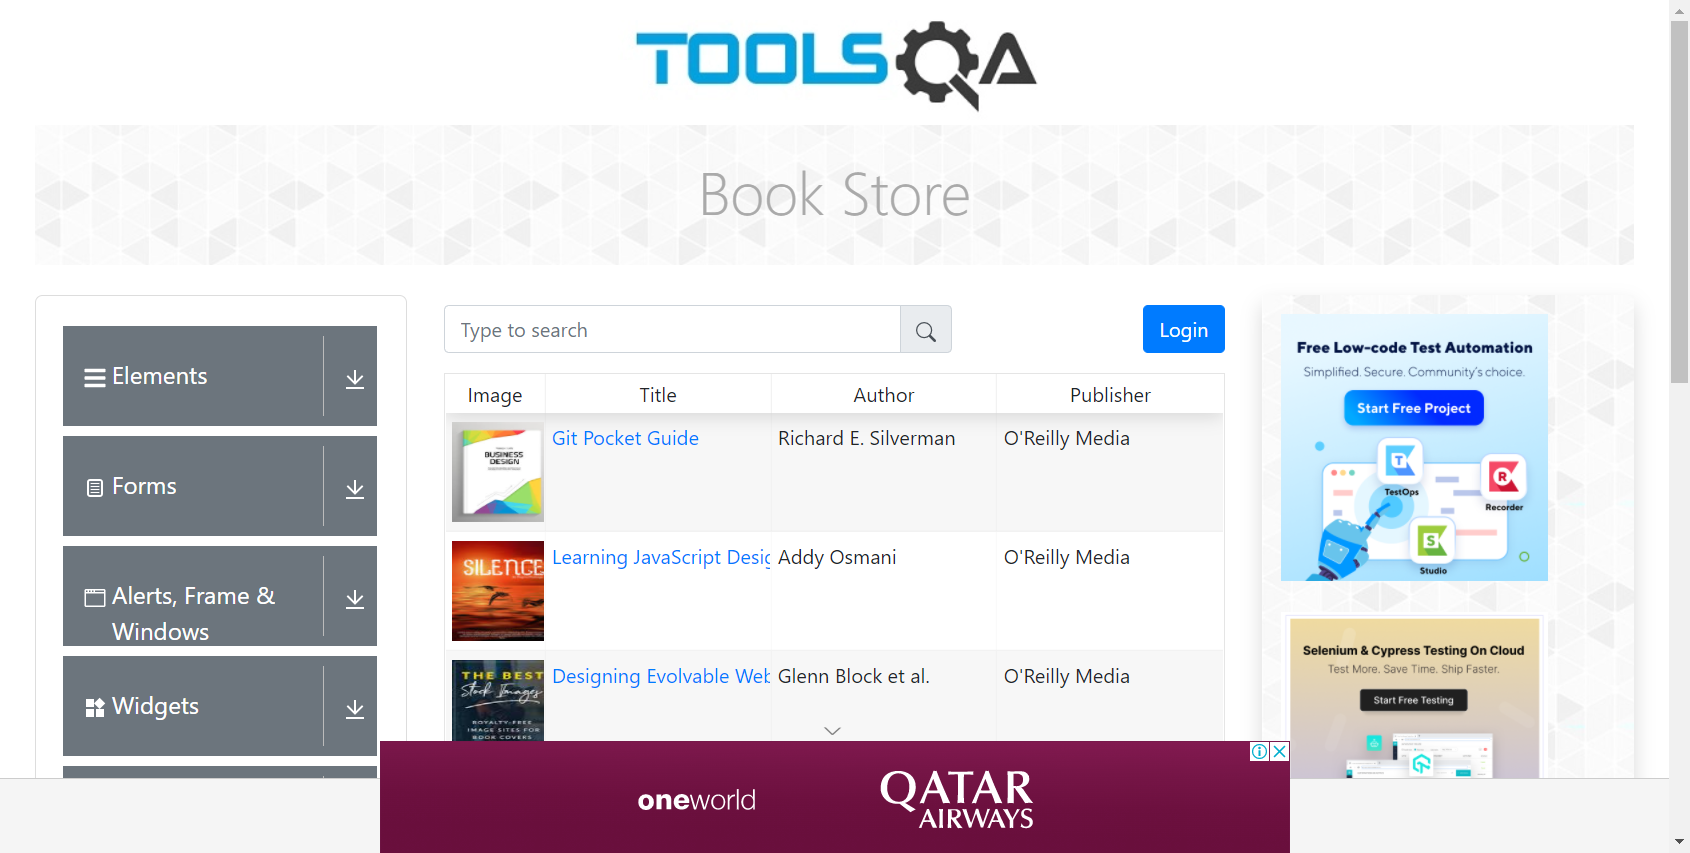 TOOLSQA
Book Store
Elements
Forms
Alerts, Frame &
Windows
Widgets
Type to search
Login
Image Title Author Publisher
BUSINESS
DESIGN
Git Pocket Guide Richard E. Silverman O'Reilly Media
SILENCE
Learning JavaScript Desig Addy Osmani O'Reilly Media
THE BEST
Stock Images
ROYALTY-FREE
IMAGE SITES FOR
BOOK COVERS
Designing Evolvable Web Glenn Block et al. O'Reilly Media
Free Low-code Test Automation
Simplified. Secure. Community's choice.
Start Free Project
TestOps
Recorder
Studio
Selenium & Cypress Testing On Cloud
Test More. Save Time. Ship Faster.
Start Free Testing
oneworld
QATAR
AIRWAYS